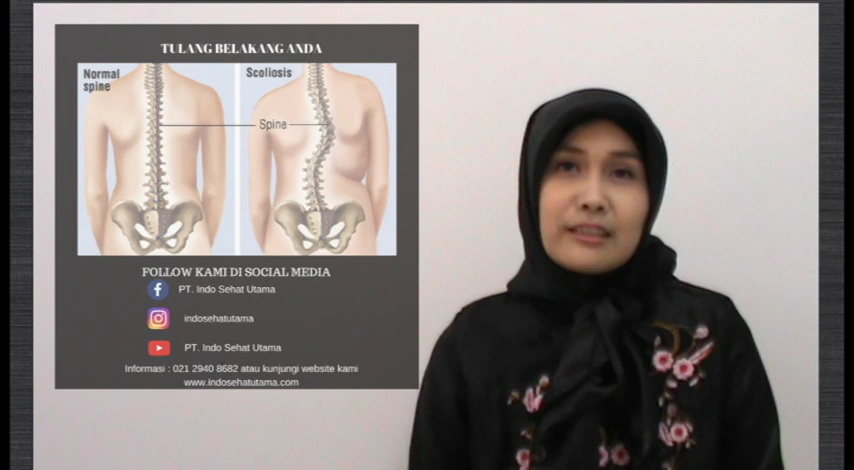 TULANG BELAKANG ANDA
Normal spine
Scoliosis
Spine
FOLLOW KAMI DI SOCIAL MEDIA
PT. Indo Sehat Utama
indosehatutama
PT. Indo Sehat Utama
Informasi : 021 2940 8682 atau kunjungi website kami
www.indosehatutama.com